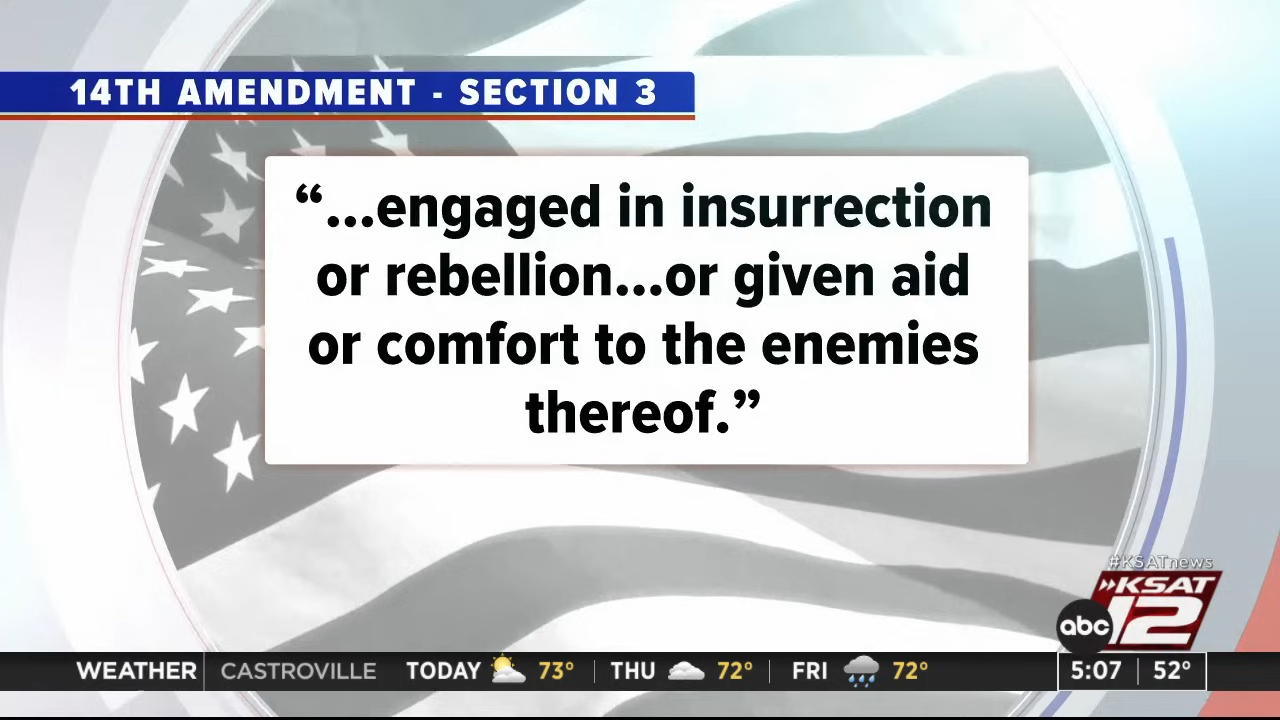 14TH AMENDMENT - SECTION 3
“...engaged in insurrection
or rebellion...or given aid
or comfort to the enemies
thereof.”
#KSATnews
KSAT
abc 12
WEATHER CASTROVILLE TODAY 73° THU 72° FRI 72° 5:07 52°